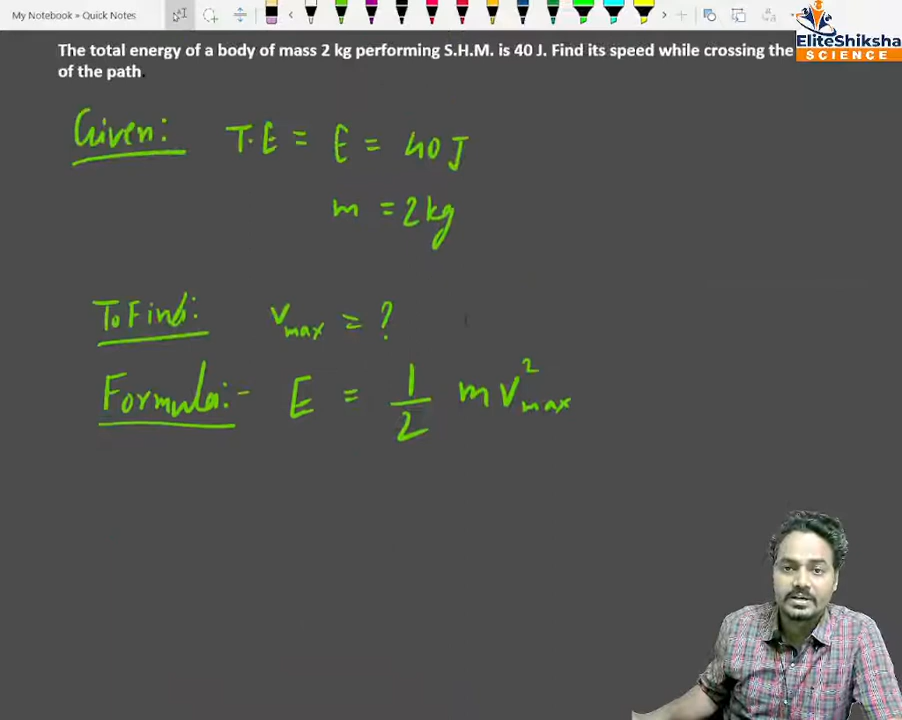 My Notebook » Quick Notes
EliteShiksha
SCIENCE
The total energy of a body of mass 2 kg performing S.H.M. is 40 J. Find its speed while crossing the
of the path.
Given: T.E = E = 40 J
m = 2 kg
To Find: vmax = ?
Formula:- E = 1/2 m v²max